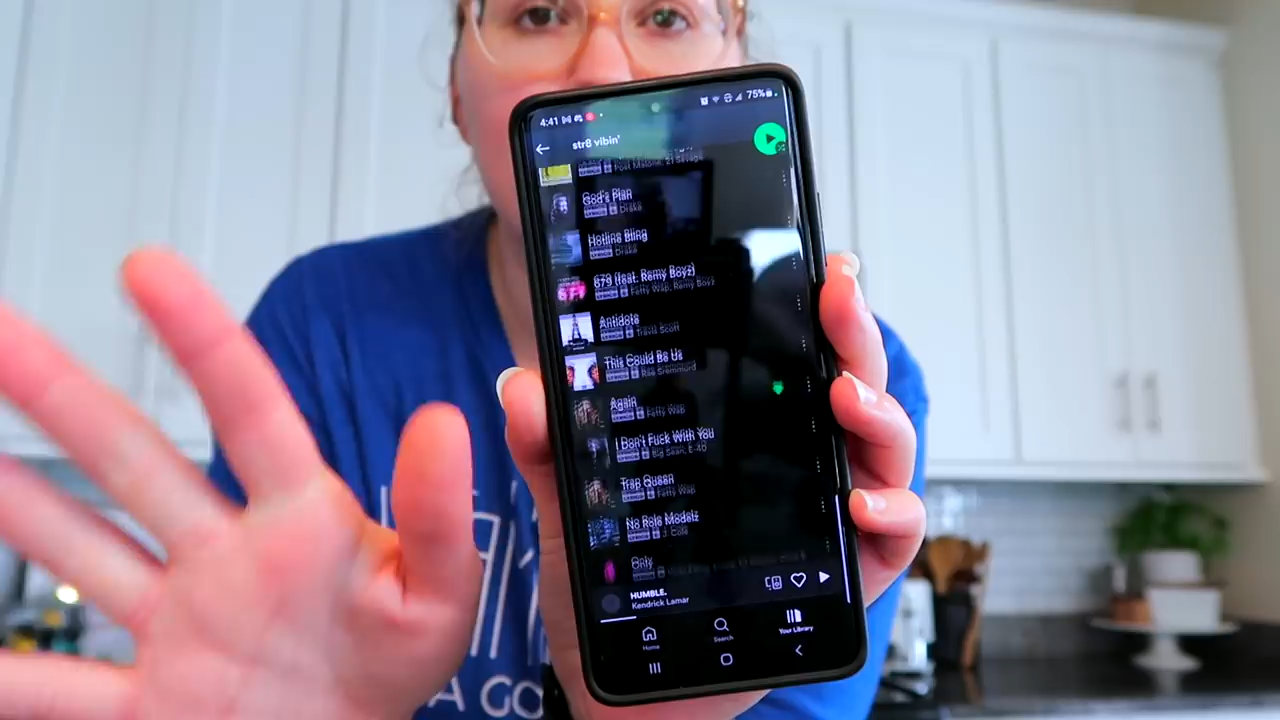 4:41 75%
str8 vibin'
Post Malone, 21 Savage
God's Plan
Drake
Hotline Bling
Drake
679 (feat. Remy Boyz)
Fetty Wap, Remy Boyz
Antidote
Travis Scott
This Could Be Us
Rae Sremmurd
Again
Fetty Wap
I Don't Fuck With You
Big Sean, E-40
Trap Queen
Fetty Wap
No Role Modelz
J. Cole
Only
HUMBLE.
Kendrick Lamar
Home Search Your Library
A GO